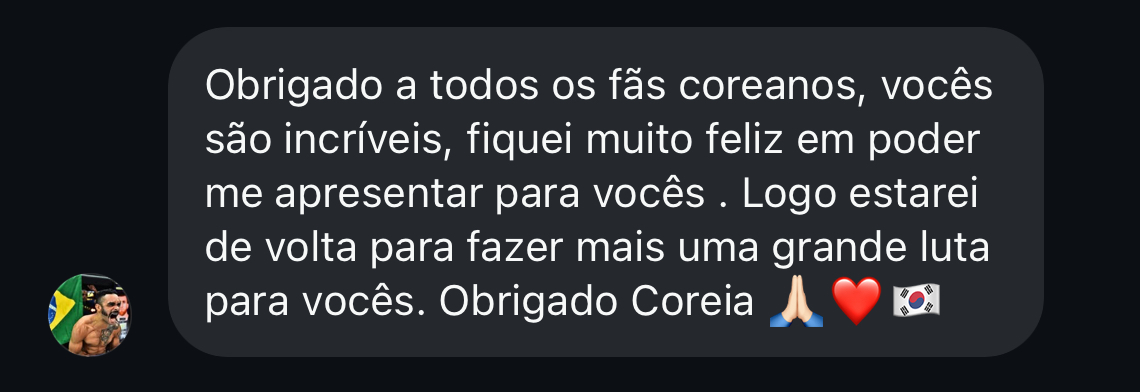 Obrigado a todos os fãs coreanos, vocês
são incríveis, fiquei muito feliz em poder
me apresentar para vocês . Logo estarei
de volta para fazer mais uma grande luta
para vocês. Obrigado Coreia 🙏🏻❤️🇰🇷